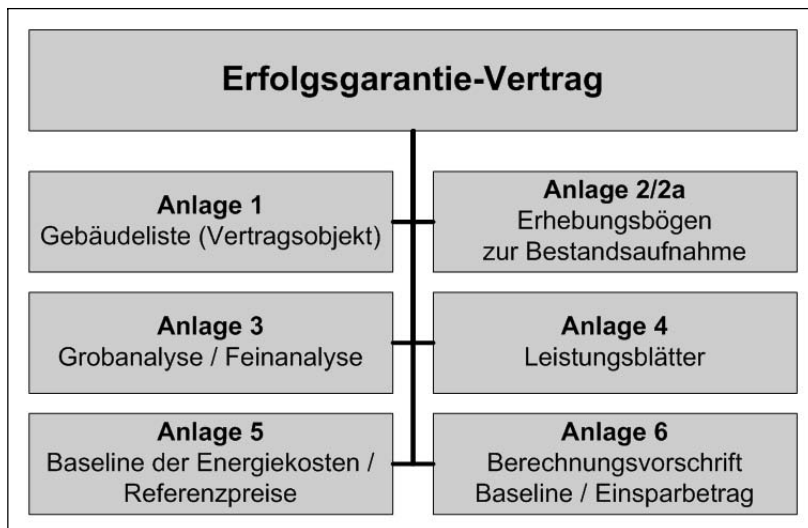 Erfolgsgarantie-Vertrag
Anlage 1
Gebäudeliste (Vertragsobjekt)
Anlage 2/2a
Erhebungsbögen
zur Bestandsaufnahme
Anlage 3
Grobanalyse / Feinanalyse
Anlage 4
Leistungsblätter
Anlage 5
Baseline der Energiekosten /
Referenzpreise
Anlage 6
Berechnungsvorschrift
Baseline / Einsparbetrag